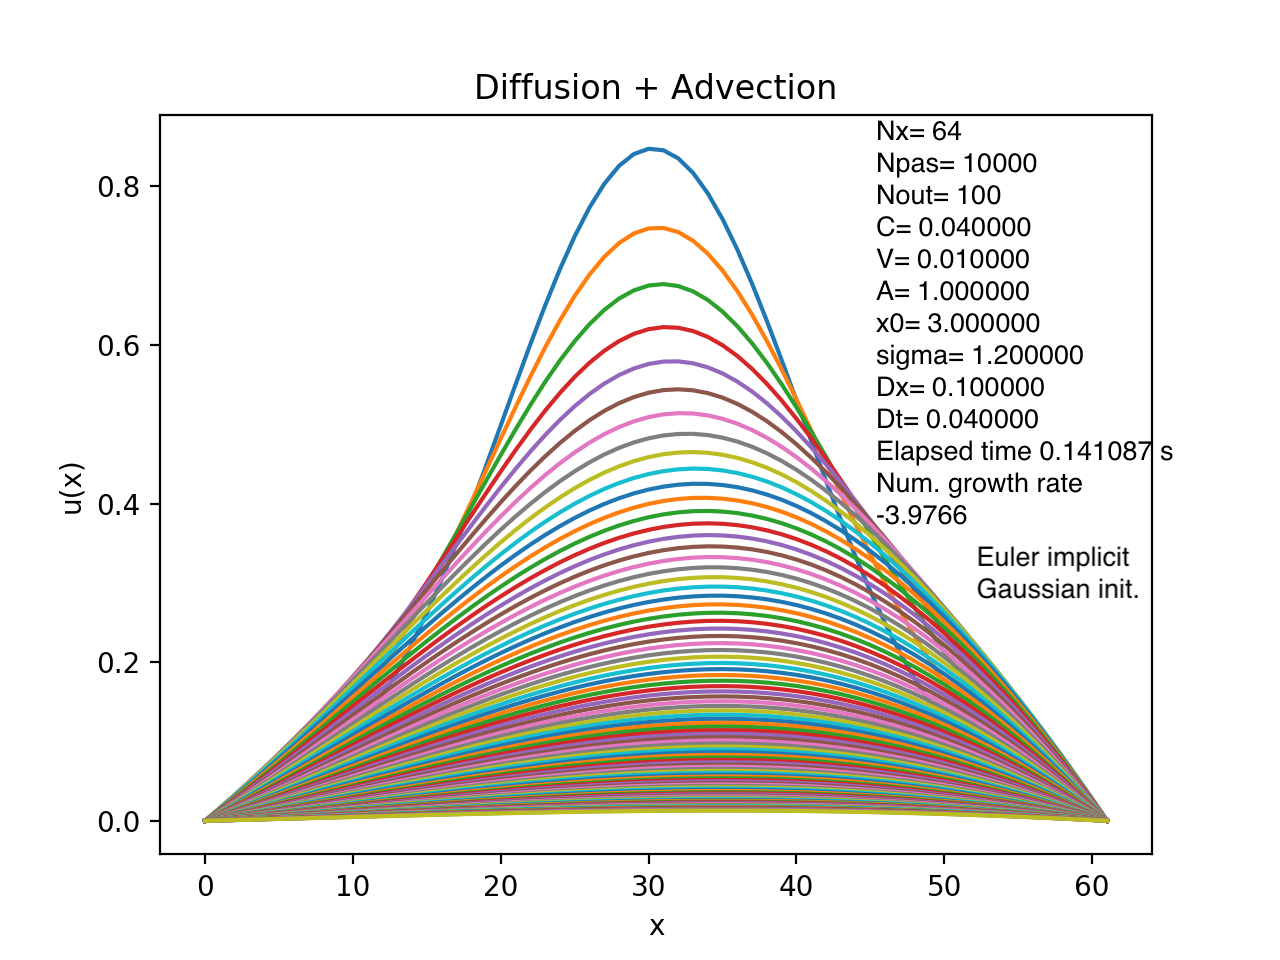 Diffusion + Advection
Nx= 64
Npas= 10000
Nout= 100
C= 0.040000
V= 0.010000
A= 1.000000
x0= 3.000000
sigma= 1.200000
Dx= 0.100000
Dt= 0.040000
Elapsed time 0.141087 s
Num. growth rate
-3.9766
Euler implicit
Gaussian init.
u(x)
0.8
0.6
0.4
0.2
0.0
0 10 20 30 40 50 60
x